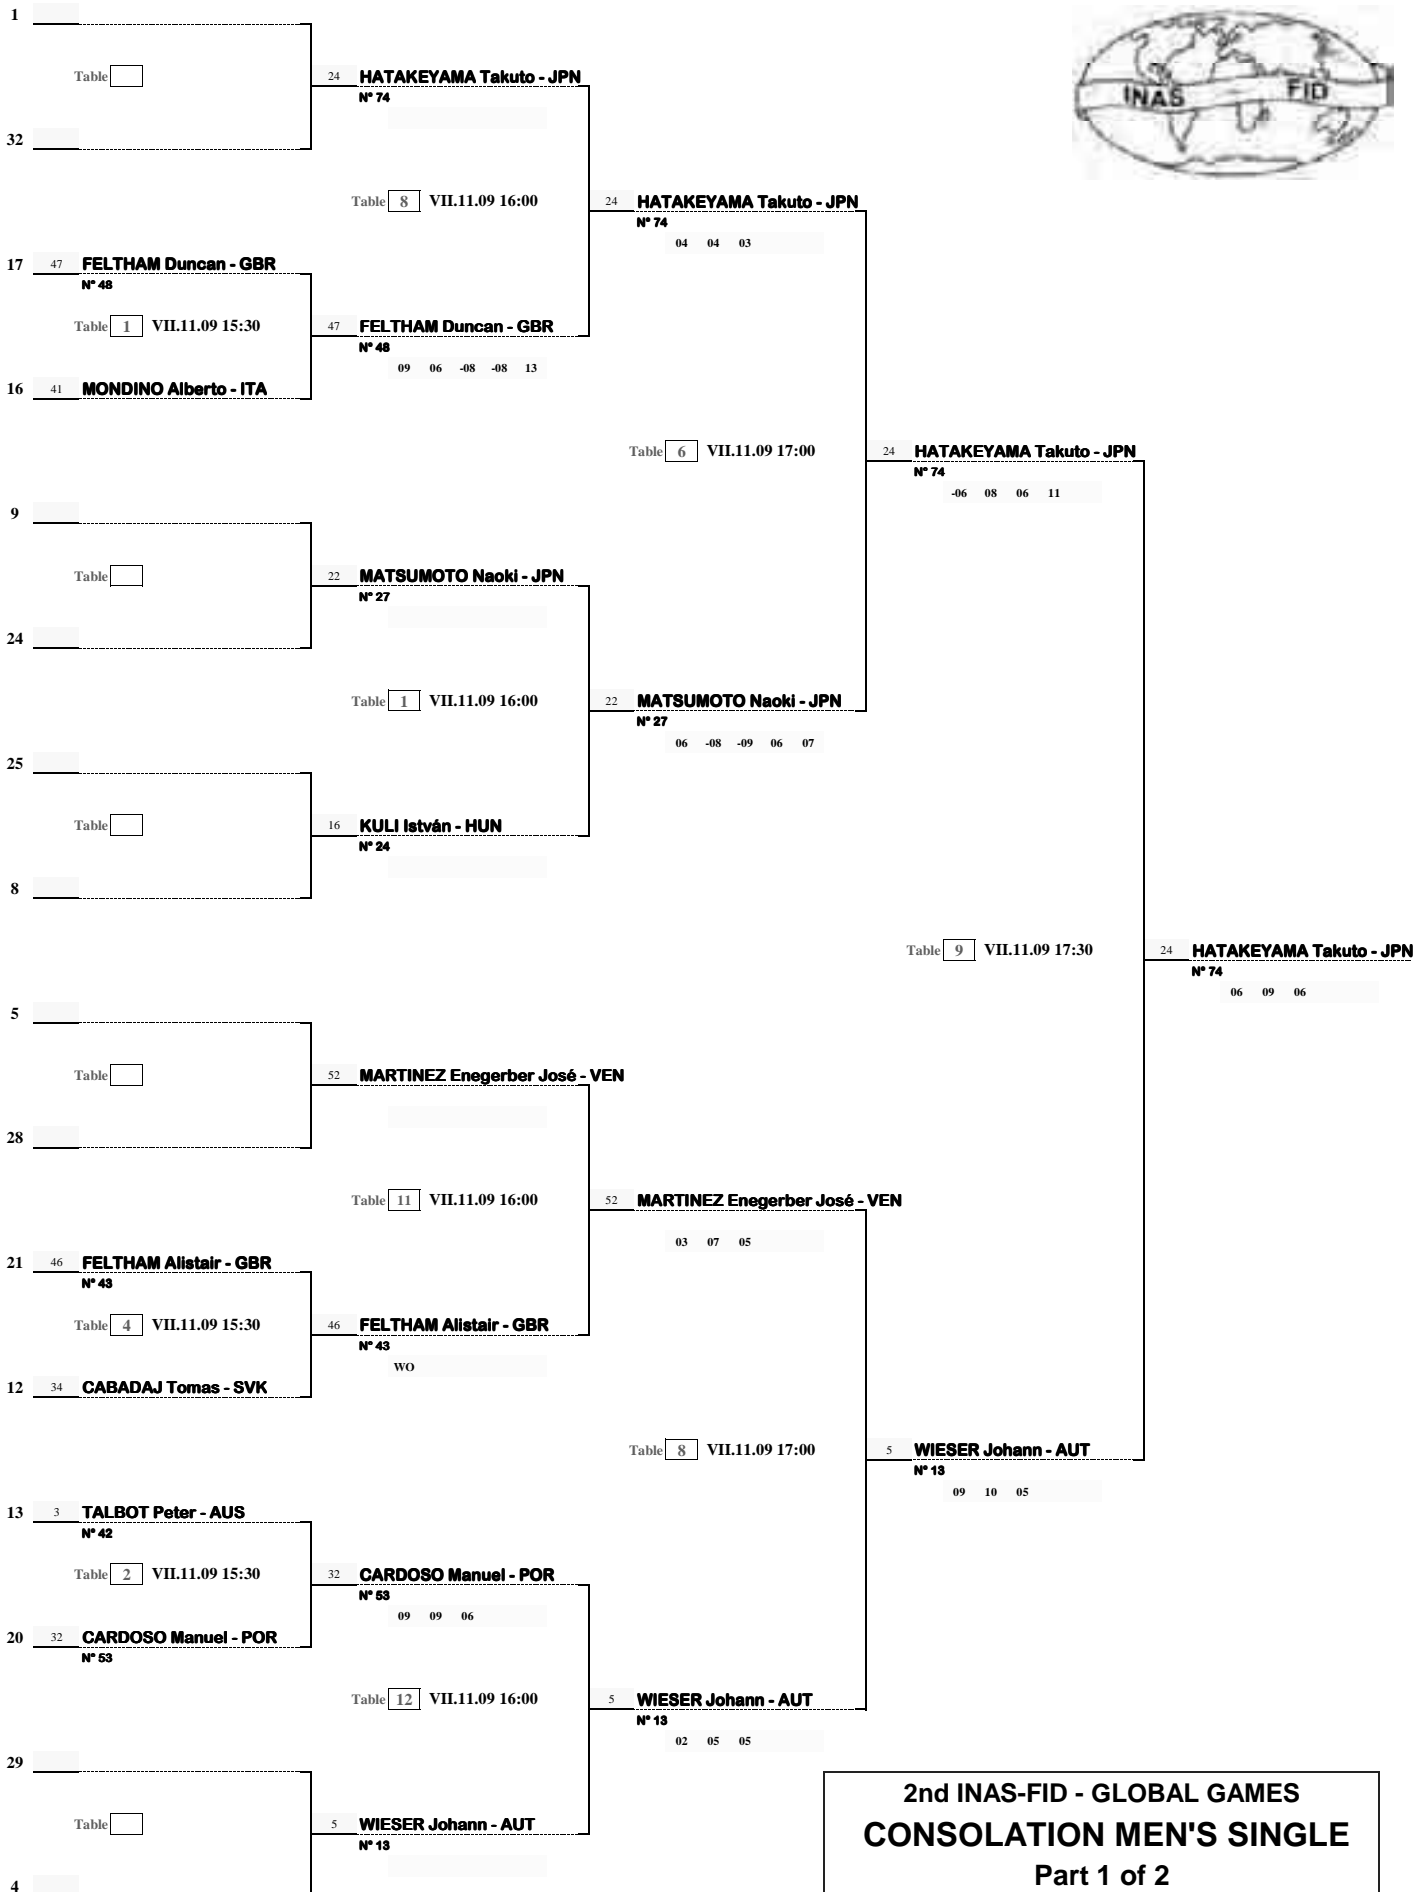 1
INAS FID
Table
24 HATAKEYAMA Takuto - JPN
N° 74
32
Table 8 VII.11.09 16:00
24 HATAKEYAMA Takuto - JPN
N° 74
04 04 03
17 47 FELTHAM Duncan - GBR
N° 48
Table 1 VII.11.09 15:30
47 FELTHAM Duncan - GBR
N° 48
09 06 -08 -08 13
16 41 MONDINO Alberto - ITA
Table 6 VII.11.09 17:00
24 HATAKEYAMA Takuto - JPN
N° 74
-06 08 06 11
9
Table
22 MATSUMOTO Naoki - JPN
N° 27
24
Table 1 VII.11.09 16:00
22 MATSUMOTO Naoki - JPN
N° 27
06 -08 -09 06 07
25
Table
16 KULI István - HUN
N° 24
8
Table 9 VII.11.09 17:30
24 HATAKEYAMA Takuto - JPN
N° 74
06 09 06
5
Table
52 MARTINEZ Enegerber José - VEN
28
Table 11 VII.11.09 16:00
52 MARTINEZ Enegerber José - VEN
03 07 05
21 46 FELTHAM Alistair - GBR
N° 43
Table 4 VII.11.09 15:30
46 FELTHAM Alistair - GBR
N° 43
WO
12 34 CABADAJ Tomas - SVK
Table 8 VII.11.09 17:00
5 WIESER Johann - AUT
N° 13
09 10 05
13 3 TALBOT Peter - AUS
N° 42
Table 2 VII.11.09 15:30
32 CARDOSO Manuel - POR
N° 53
09 09 06
20 32 CARDOSO Manuel - POR
N° 53
Table 12 VII.11.09 16:00
5 WIESER Johann - AUT
N° 13
02 05 05
29
Table
5 WIESER Johann - AUT
N° 13
4
2nd INAS-FID - GLOBAL GAMES
CONSOLATION MEN'S SINGLE
Part 1 of 2